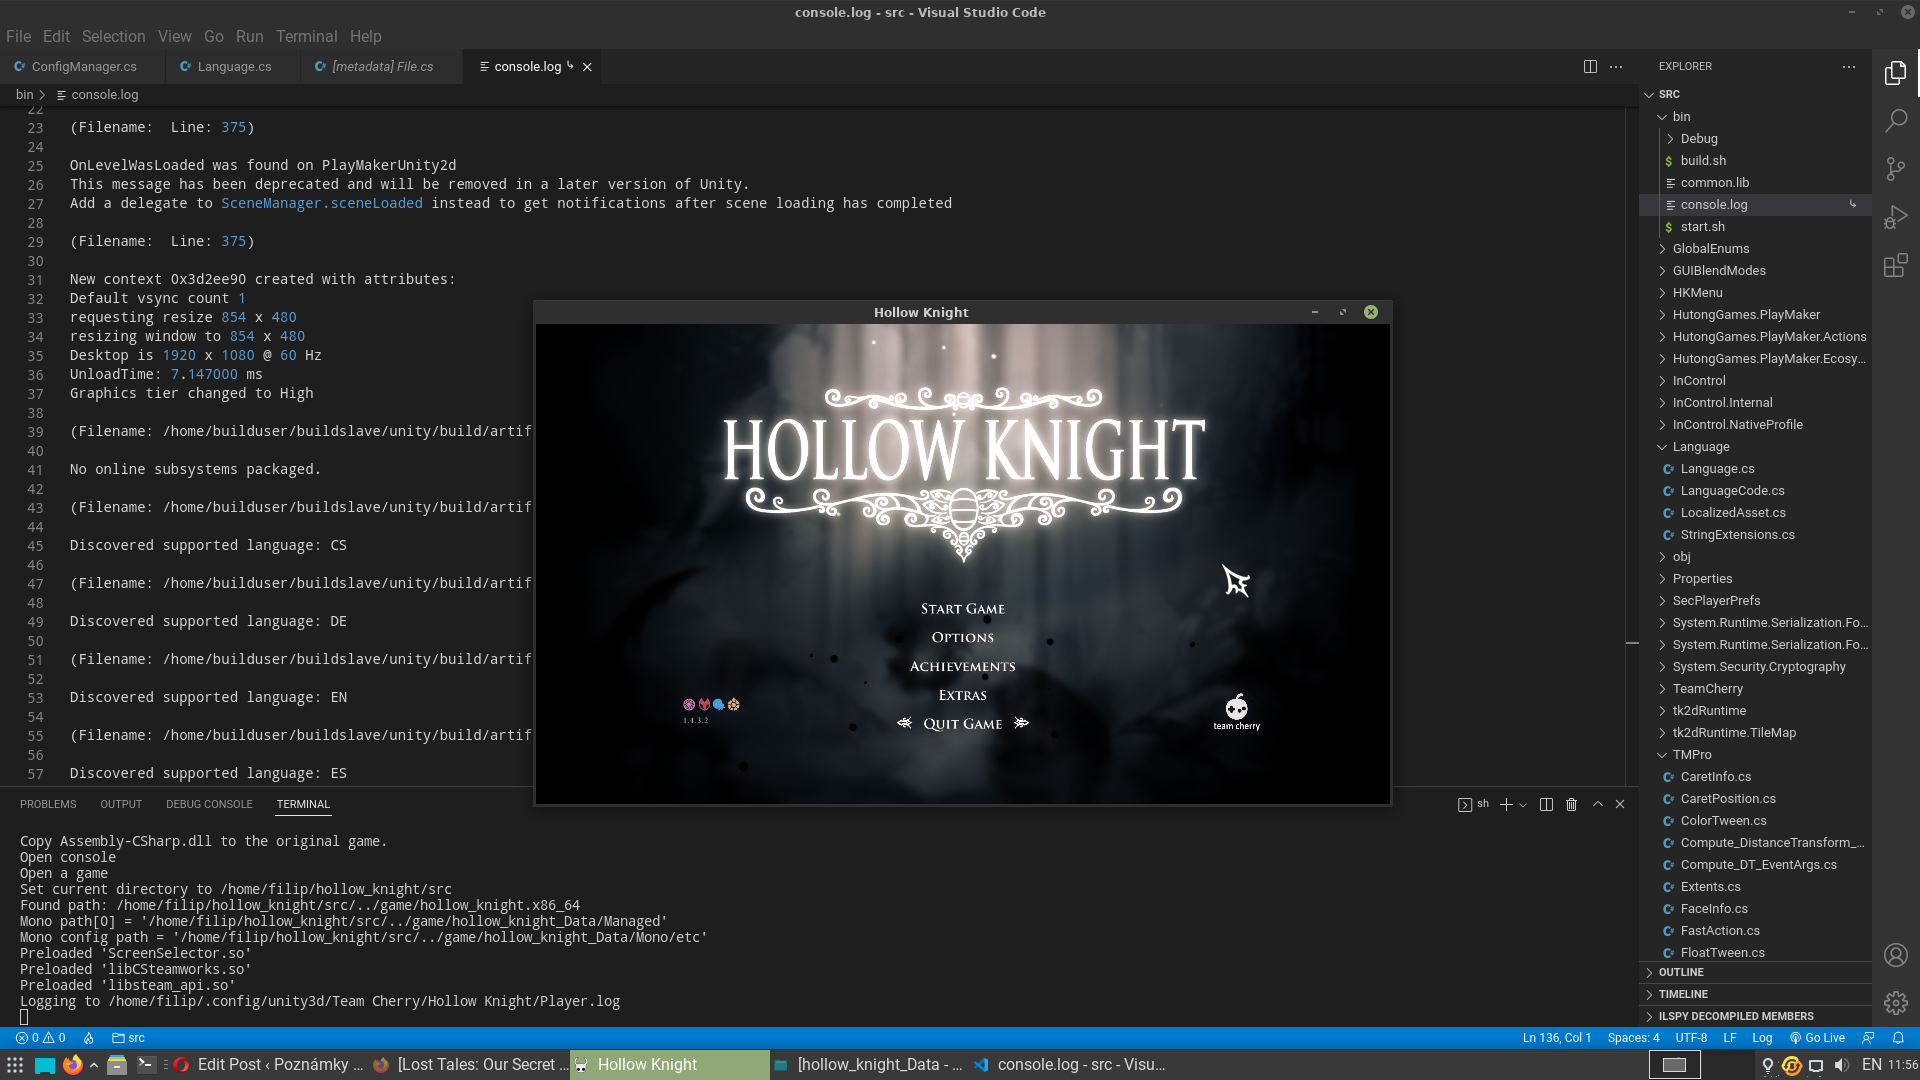 console.log - src - Visual Studio Code
File Edit Selection View Go Run Terminal Help
ConfigManager.cs
Language.cs
[metadata] File.cs
console.log
bin > console.log
22
23 (Filename:  Line: 375)
24
25 OnLevelWasLoaded was found on PlayMakerUnity2d
26 This message has been deprecated and will be removed in a later version of Unity.
27 Add a delegate to SceneManager.sceneLoaded instead to get notifications after scene loading has completed
28
29 (Filename:  Line: 375)
30
31 New context 0x3d2ee90 created with attributes:
32 Default vsync count 1
33 requesting resize 854 x 480
34 resizing window to 854 x 480
35 Desktop is 1920 x 1080 @ 60 Hz
36 UnloadTime: 7.147000 ms
37 Graphics tier changed to High
38
39 (Filename: /home/builduser/buildslave/unity/build/artif
40
41 No online subsystems packaged.
42
43 (Filename: /home/builduser/buildslave/unity/build/artif
44
45 Discovered supported language: CS
46
47 (Filename: /home/builduser/buildslave/unity/build/artif
48
49 Discovered supported language: DE
50
51 (Filename: /home/builduser/buildslave/unity/build/artif
52
53 Discovered supported language: EN
54
55 (Filename: /home/builduser/buildslave/unity/build/artif
56
57 Discovered supported language: ES
Hollow Knight
HOLLOW KNIGHT
START GAME
OPTIONS
ACHIEVEMENTS
EXTRAS
QUIT GAME
1.4.3.2
team cherry
PROBLEMS OUTPUT DEBUG CONSOLE TERMINAL
sh
Copy Assembly-CSharp.dll to the original game.
Open console
Open a game
Set current directory to /home/filip/hollow_knight/src
Found path: /home/filip/hollow_knight/src/../game/hollow_knight.x86_64
Mono path[0] = '/home/filip/hollow_knight/src/../game/hollow_knight_Data/Managed'
Mono config path = '/home/filip/hollow_knight/src/../game/hollow_knight_Data/Mono/etc'
Preloaded 'ScreenSelector.so'
Preloaded 'libCSteamworks.so'
Preloaded 'libsteam_api.so'
Logging to /home/filip/.config/unity3d/Team Cherry/Hollow Knight/Player.log
EXPLORER
SRC
bin
Debug
build.sh
common.lib
console.log
start.sh
GlobalEnums
GUIBlendModes
HKMenu
HutongGames.PlayMaker
HutongGames.PlayMaker.Actions
HutongGames.PlayMaker.Ecosy...
InControl
InControl.Internal
InControl.NativeProfile
Language
Language.cs
LanguageCode.cs
LocalizedAsset.cs
StringExtensions.cs
obj
Properties
SecPlayerPrefs
System.Runtime.Serialization.Fo...
System.Runtime.Serialization.Fo...
System.Security.Cryptography
TeamCherry
tk2dRuntime
tk2dRuntime.TileMap
TMPro
CaretInfo.cs
CaretPosition.cs
ColorTween.cs
Compute_DistanceTransform_...
Compute_DT_EventArgs.cs
Extents.cs
FaceInfo.cs
FastAction.cs
FloatTween.cs
OUTLINE
TIMELINE
ILSPY DECOMPILED MEMBERS
0 0 src
Ln 136, Col 1 Spaces: 4 UTF-8 LF Log Go Live
Edit Post ‹ Poznámky ...
[Lost Tales: Our Secret ...
Hollow Knight
[hollow_knight_Data - ...
console.log - src - Visu...
EN 11:56